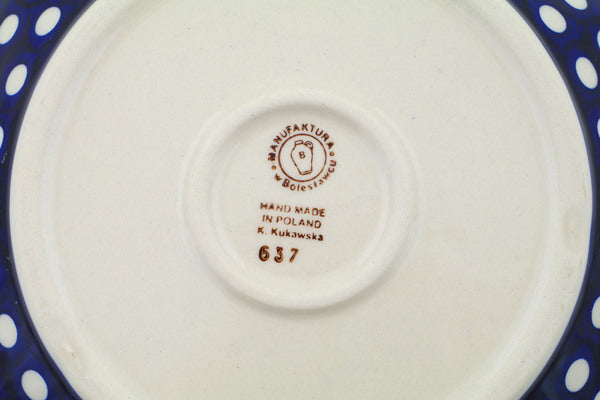 MANUFAKTURA
B
w Bolesławcu
HAND MADE
IN POLAND
K. Kukawska
637